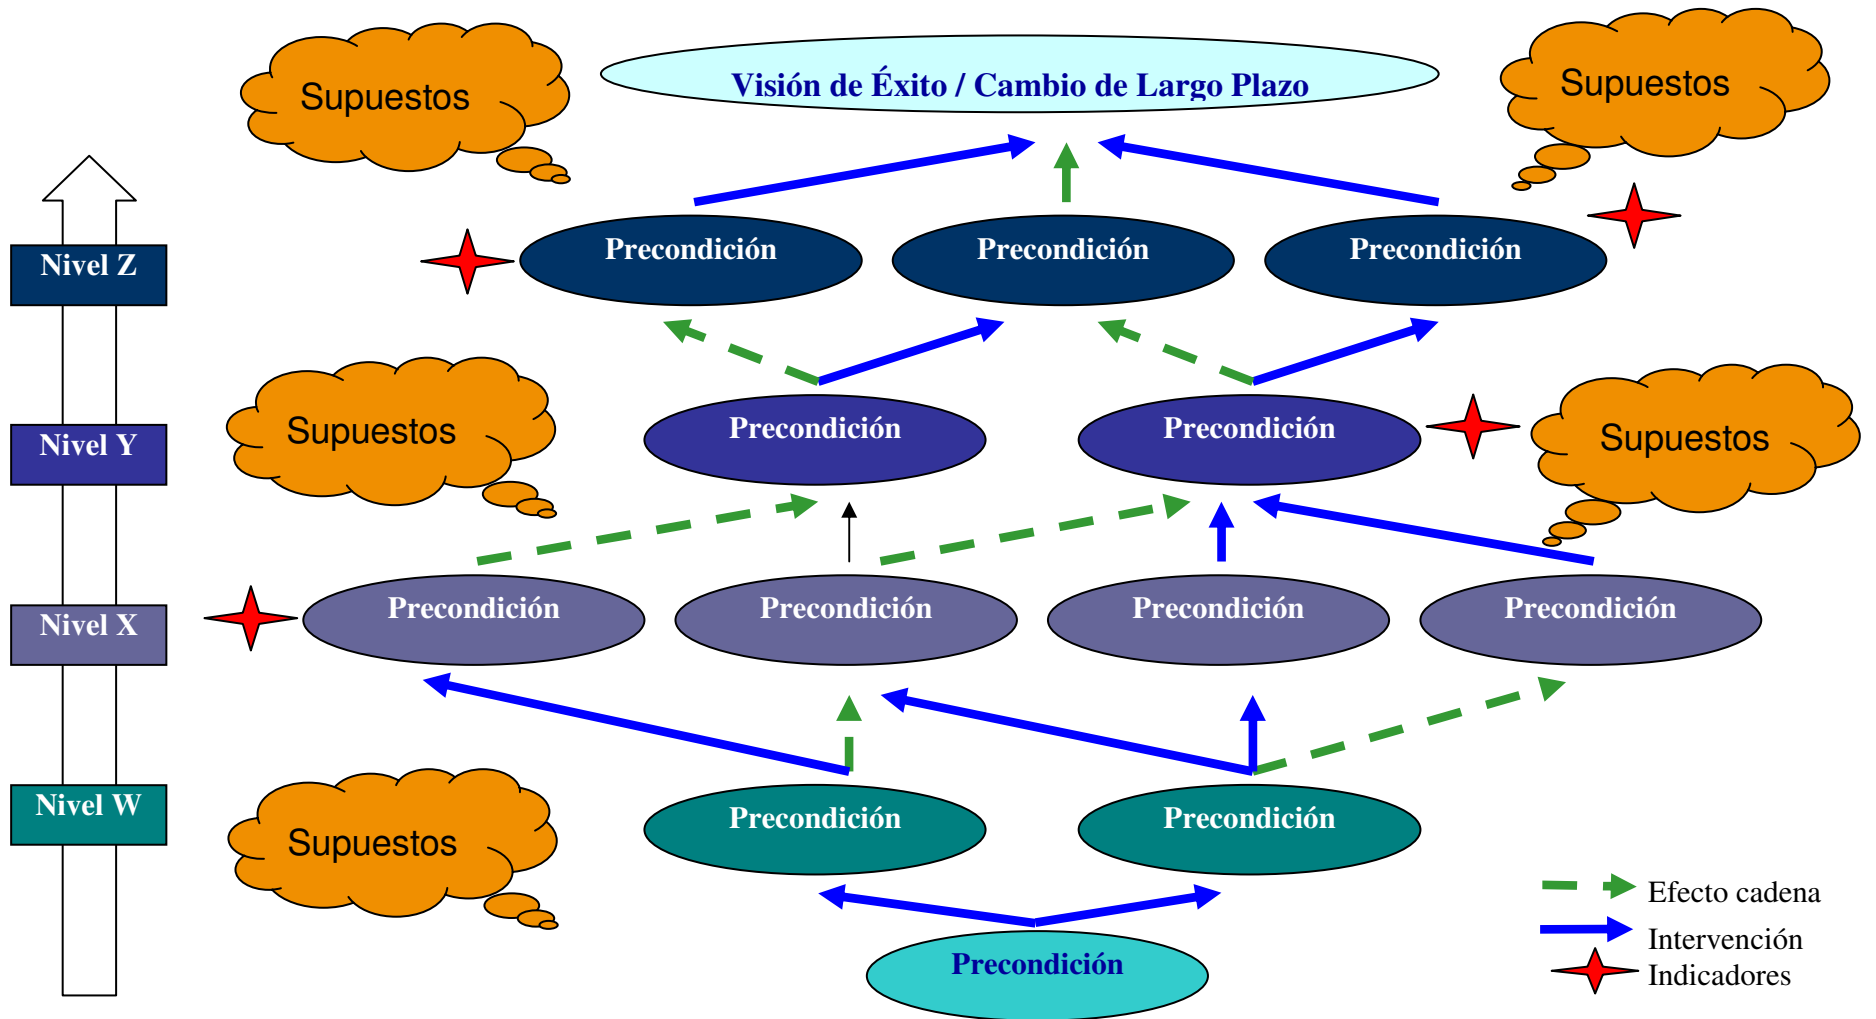 Supuestos
Visión de Éxito / Cambio de Largo Plazo
Supuestos
Nivel Z
Precondición
Precondición
Precondición
Nivel Y
Supuestos
Precondición
Precondición
Supuestos
Nivel X
Precondición
Precondición
Precondición
Precondición
Nivel W
Supuestos
Precondición
Precondición
Precondición
Efecto cadena
Intervención
Indicadores